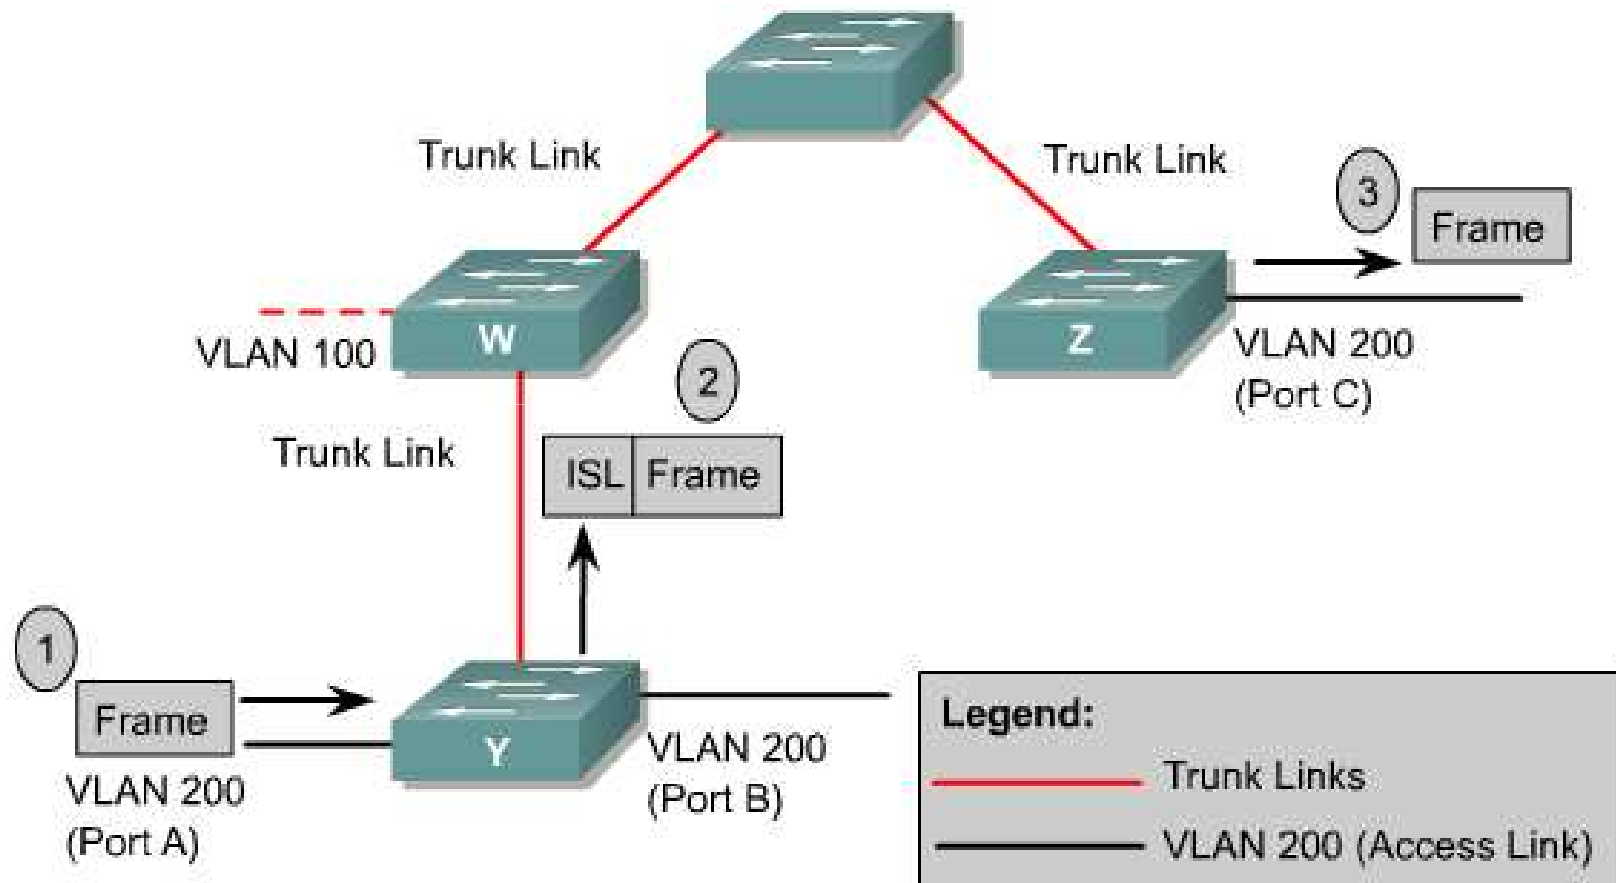 Trunk Link
Trunk Link
3
Frame
W
Z
VLAN 100
VLAN 200
(Port C)
2
Trunk Link
ISL
Frame
1
Frame
Y
VLAN 200
(Port A)
VLAN 200
(Port B)
Legend:
Trunk Links
VLAN 200 (Access Link)